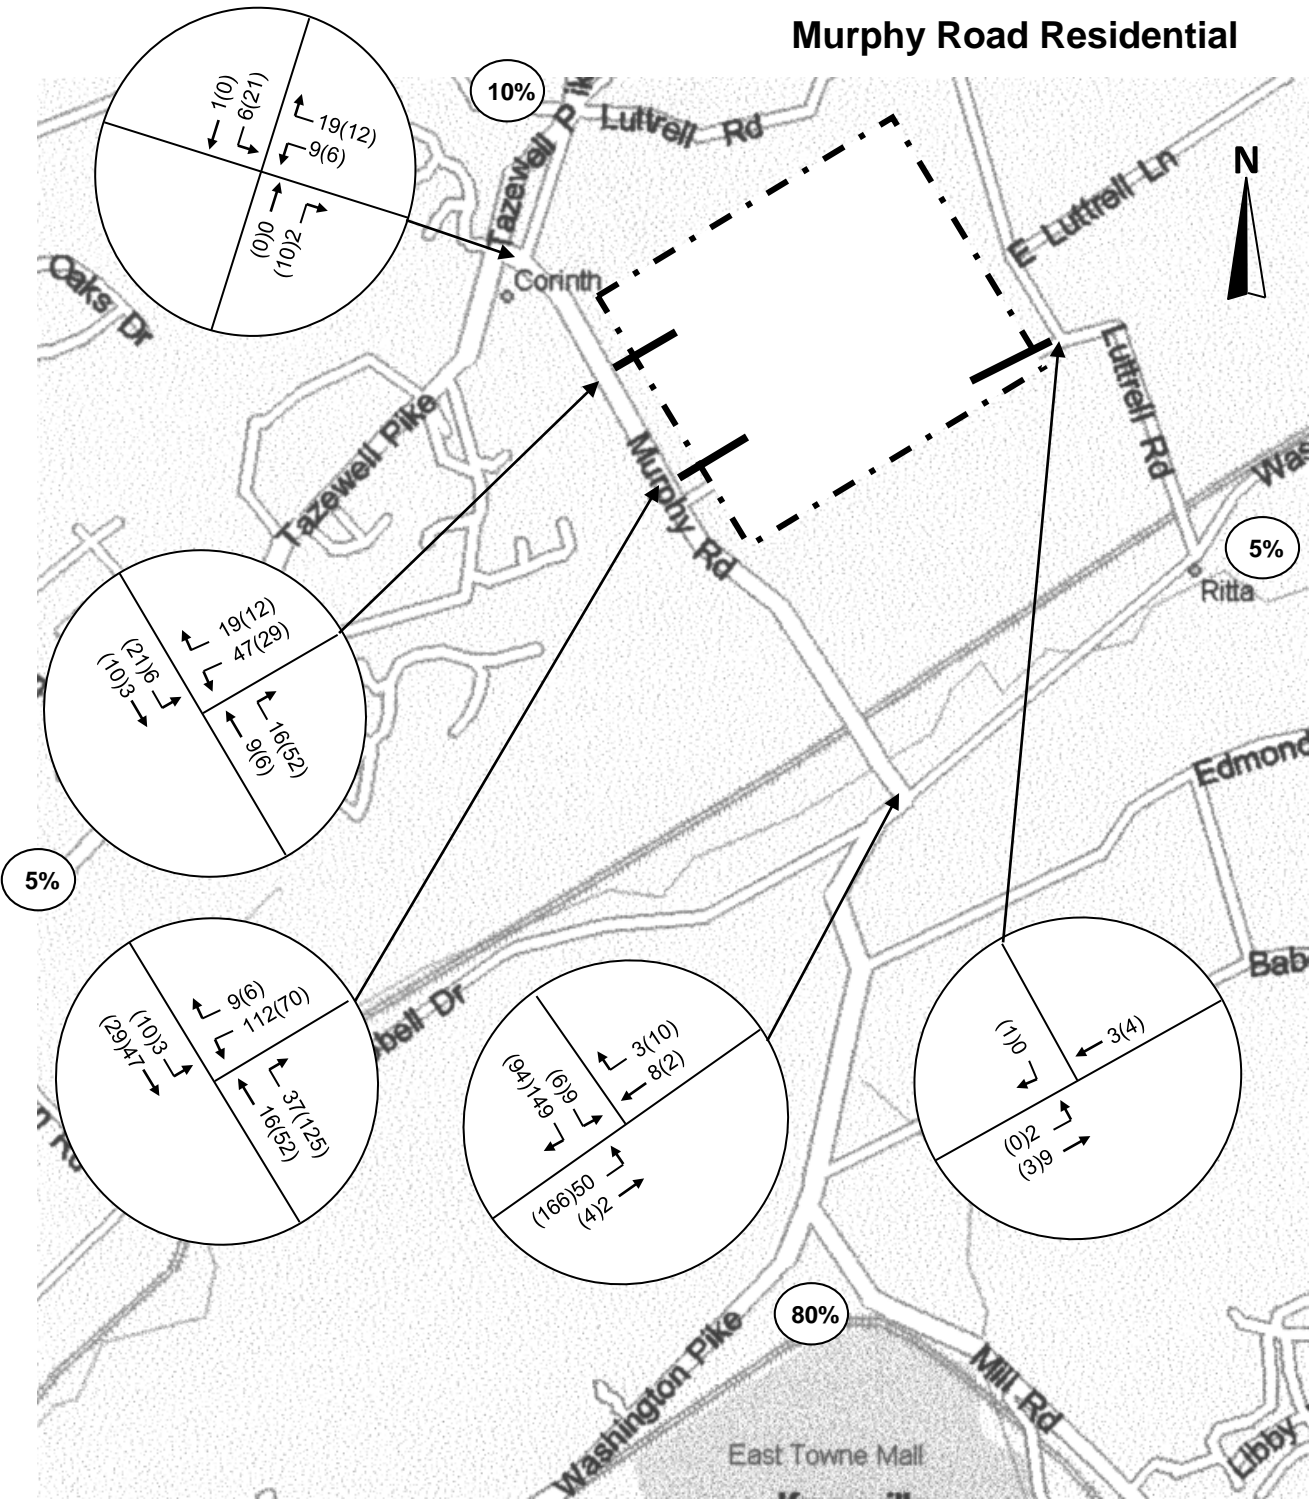 Murphy Road Residential
10%
Tazewell Pik
Luttrell Rd
1(0)
6(21)
19(12)
9(6)
(0)0
(10)2
N
E Luttrell Ln
Tazewell
Corinth
Oaks Dr
Luttrell Rd
Tazewell Pike
Murphy Rd
Was
5%
Ritta
19(12)
47(29)
(21)6
(10)3
16(52)
9(6)
Edmond
5%
9(6)
112(70)
(10)3
(29)47
37(125)
16(52)
bell Dr
3(10)
8(2)
(6)9
(94)149
(166)50
(4)2
(1)0
3(4)
(0)2
(3)9
Bab
80%
Washington Pike
Mill Rd
Libby
East Towne Mall